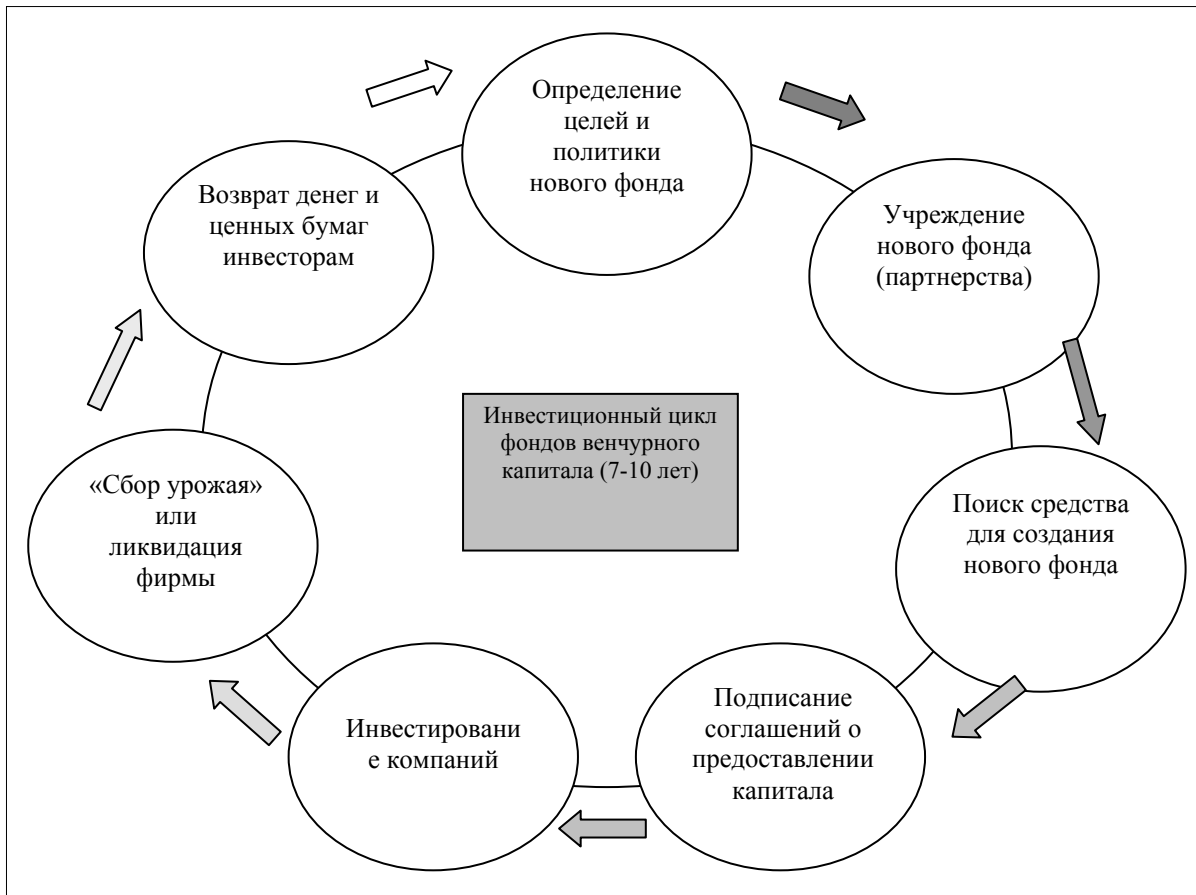 Определение
целей и
политики
нового фонда
Учреждение
нового фонда
(партнерства)
Поиск средства
для создания
нового фонда
Подписание
соглашений о
предоставлении
капитала
Инвестировани
е компаний
«Сбор урожая»
или
ликвидация
фирмы
Возврат денег и
ценных бумаг
инвесторам
Инвестиционный цикл
фондов венчурного
капитала (7-10 лет)